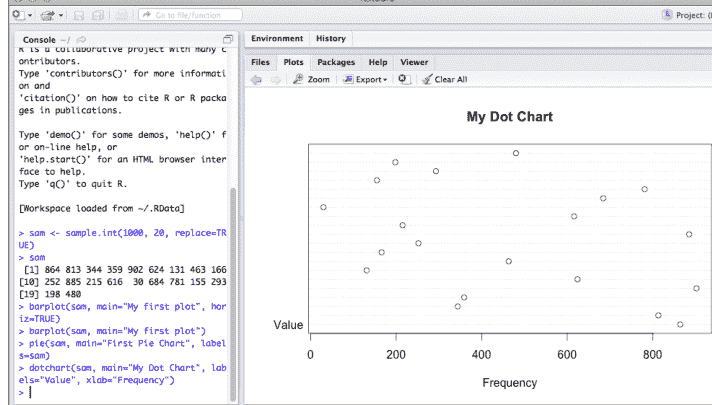 Go to file/function
Project: (
Console ~/
R is a collaborative project with many c
ontributors.
Type 'contributors()' for more informati
on and
'citation()' on how to cite R or R packa
ges in publications.

Type 'demo()' for some demos, 'help()' f
or on-line help, or
'help.start()' for an HTML browser inter
face to help.
Type 'q()' to quit R.

[Workspace loaded from ~/.RData]

> sam <- sample.int(1000, 20, replace=TR
UE)
> sam
[1] 864 813 344 359 902 624 131 463 166
[10] 252 885 215 616 30 684 781 155 293
[19] 198 480
> barplot(sam, main="My first plot", hor
iz=TRUE)
> barplot(sam, main="My first plot")
> pie(sam, main="First Pie Chart", label
s=sam)
> dotchart(sam, main="My Dot Chart", lab
els="Value", xlab="Frequency")
>
Environment History
Files Plots Packages Help Viewer
Zoom Export Clear All
My Dot Chart
Value
0 200 400 600 800
Frequency